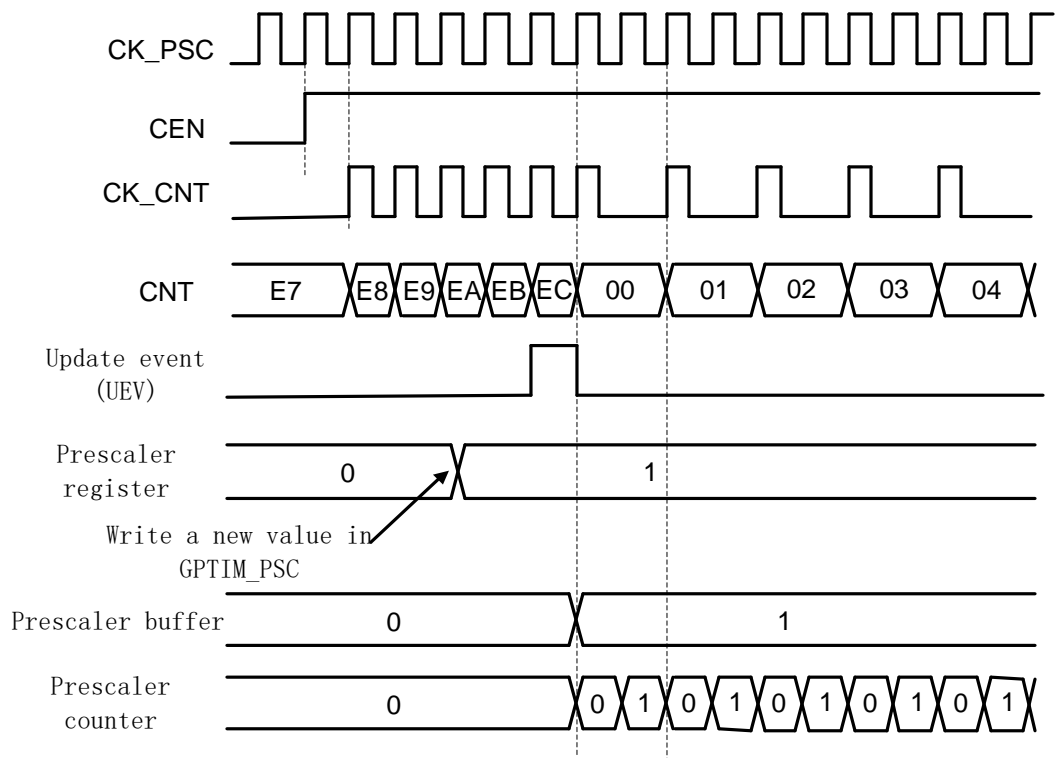 CK_PSC
CEN
CK_CNT
CNT E7 E8 E9 EA EB EC 00 01 02 03 04
Update event
(UEV)
Prescaler
register
0 1
Write a new value in
GPTIM_PSC
Prescaler buffer 0 1
Prescaler
counter
0 0 1 0 1 0 1 0 1 0 1